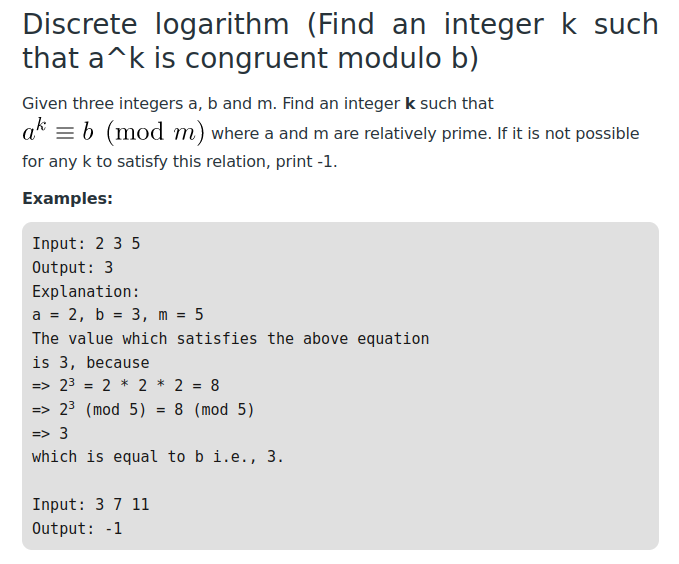 Discrete logarithm (Find an integer k such
that a^k is congruent modulo b)
Given three integers a, b and m. Find an integer k such that
aᵏ ≡ b (mod m) where a and m are relatively prime. If it is not possible
for any k to satisfy this relation, print -1.
Examples:
Input: 2 3 5
Output: 3
Explanation:
a = 2, b = 3, m = 5
The value which satisfies the above equation
is 3, because
=> 2³ = 2 * 2 * 2 = 8
=> 2³ (mod 5) = 8 (mod 5)
=> 3
which is equal to b i.e., 3.
Input: 3 7 11
Output: -1